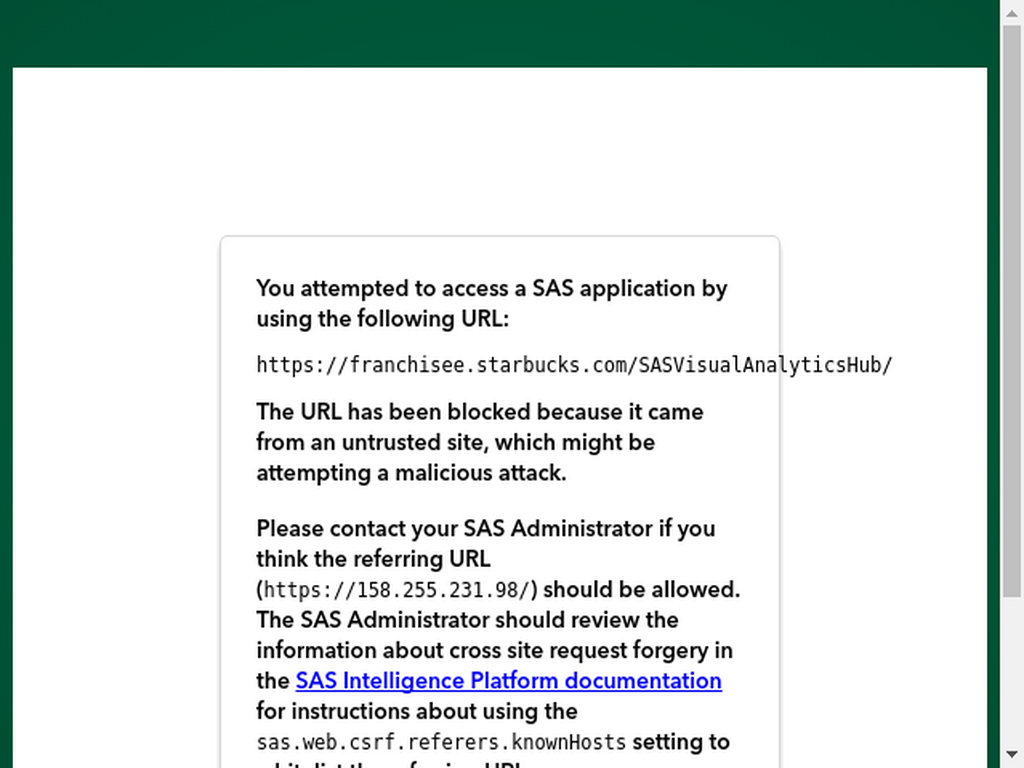 You attempted to access a SAS application by
using the following URL:
https://franchisee.starbucks.com/SASVisualAnalyticsHub/
The URL has been blocked because it came
from an untrusted site, which might be
attempting a malicious attack.
Please contact your SAS Administrator if you
think the referring URL
(https://158.255.231.98/) should be allowed.
The SAS Administrator should review the
information about cross site request forgery in
the SAS Intelligence Platform documentation
for instructions about using the
sas.web.csrf.referers.knownHosts setting to